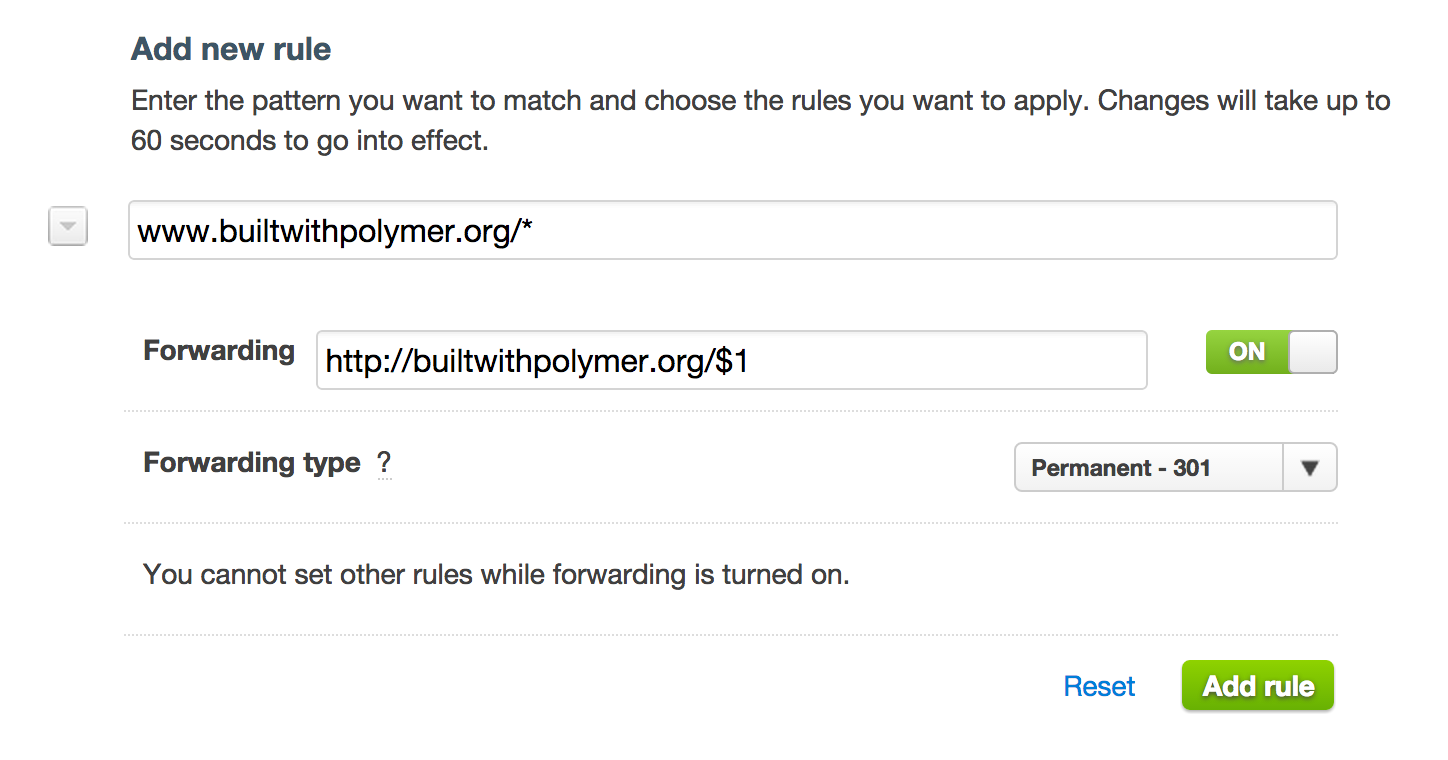 Add new rule
Enter the pattern you want to match and choose the rules you want to apply. Changes will take up to
60 seconds to go into effect.
www.builtwithpolymer.org/*
Forwarding http://builtwithpolymer.org/$1 ON
Forwarding type ? Permanent - 301
You cannot set other rules while forwarding is turned on.
Reset Add rule